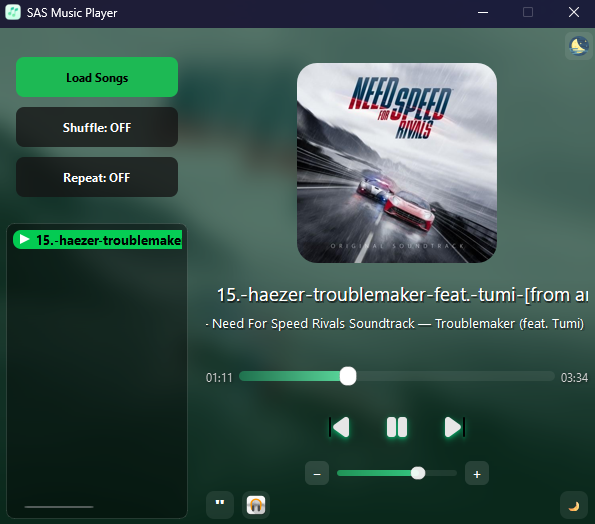 SAS Music Player
Load Songs
Shuffle: OFF
Repeat: OFF
15.-haezer-troublemake
NEED FOR SPEED
RIVALS
ORIGINAL SOUNDTRACK
15.-haezer-troublemaker-feat.-tumi-[from a
- Need For Speed Rivals Soundtrack — Troublemaker (feat. Tumi)
01:11
03:34
−
+
"